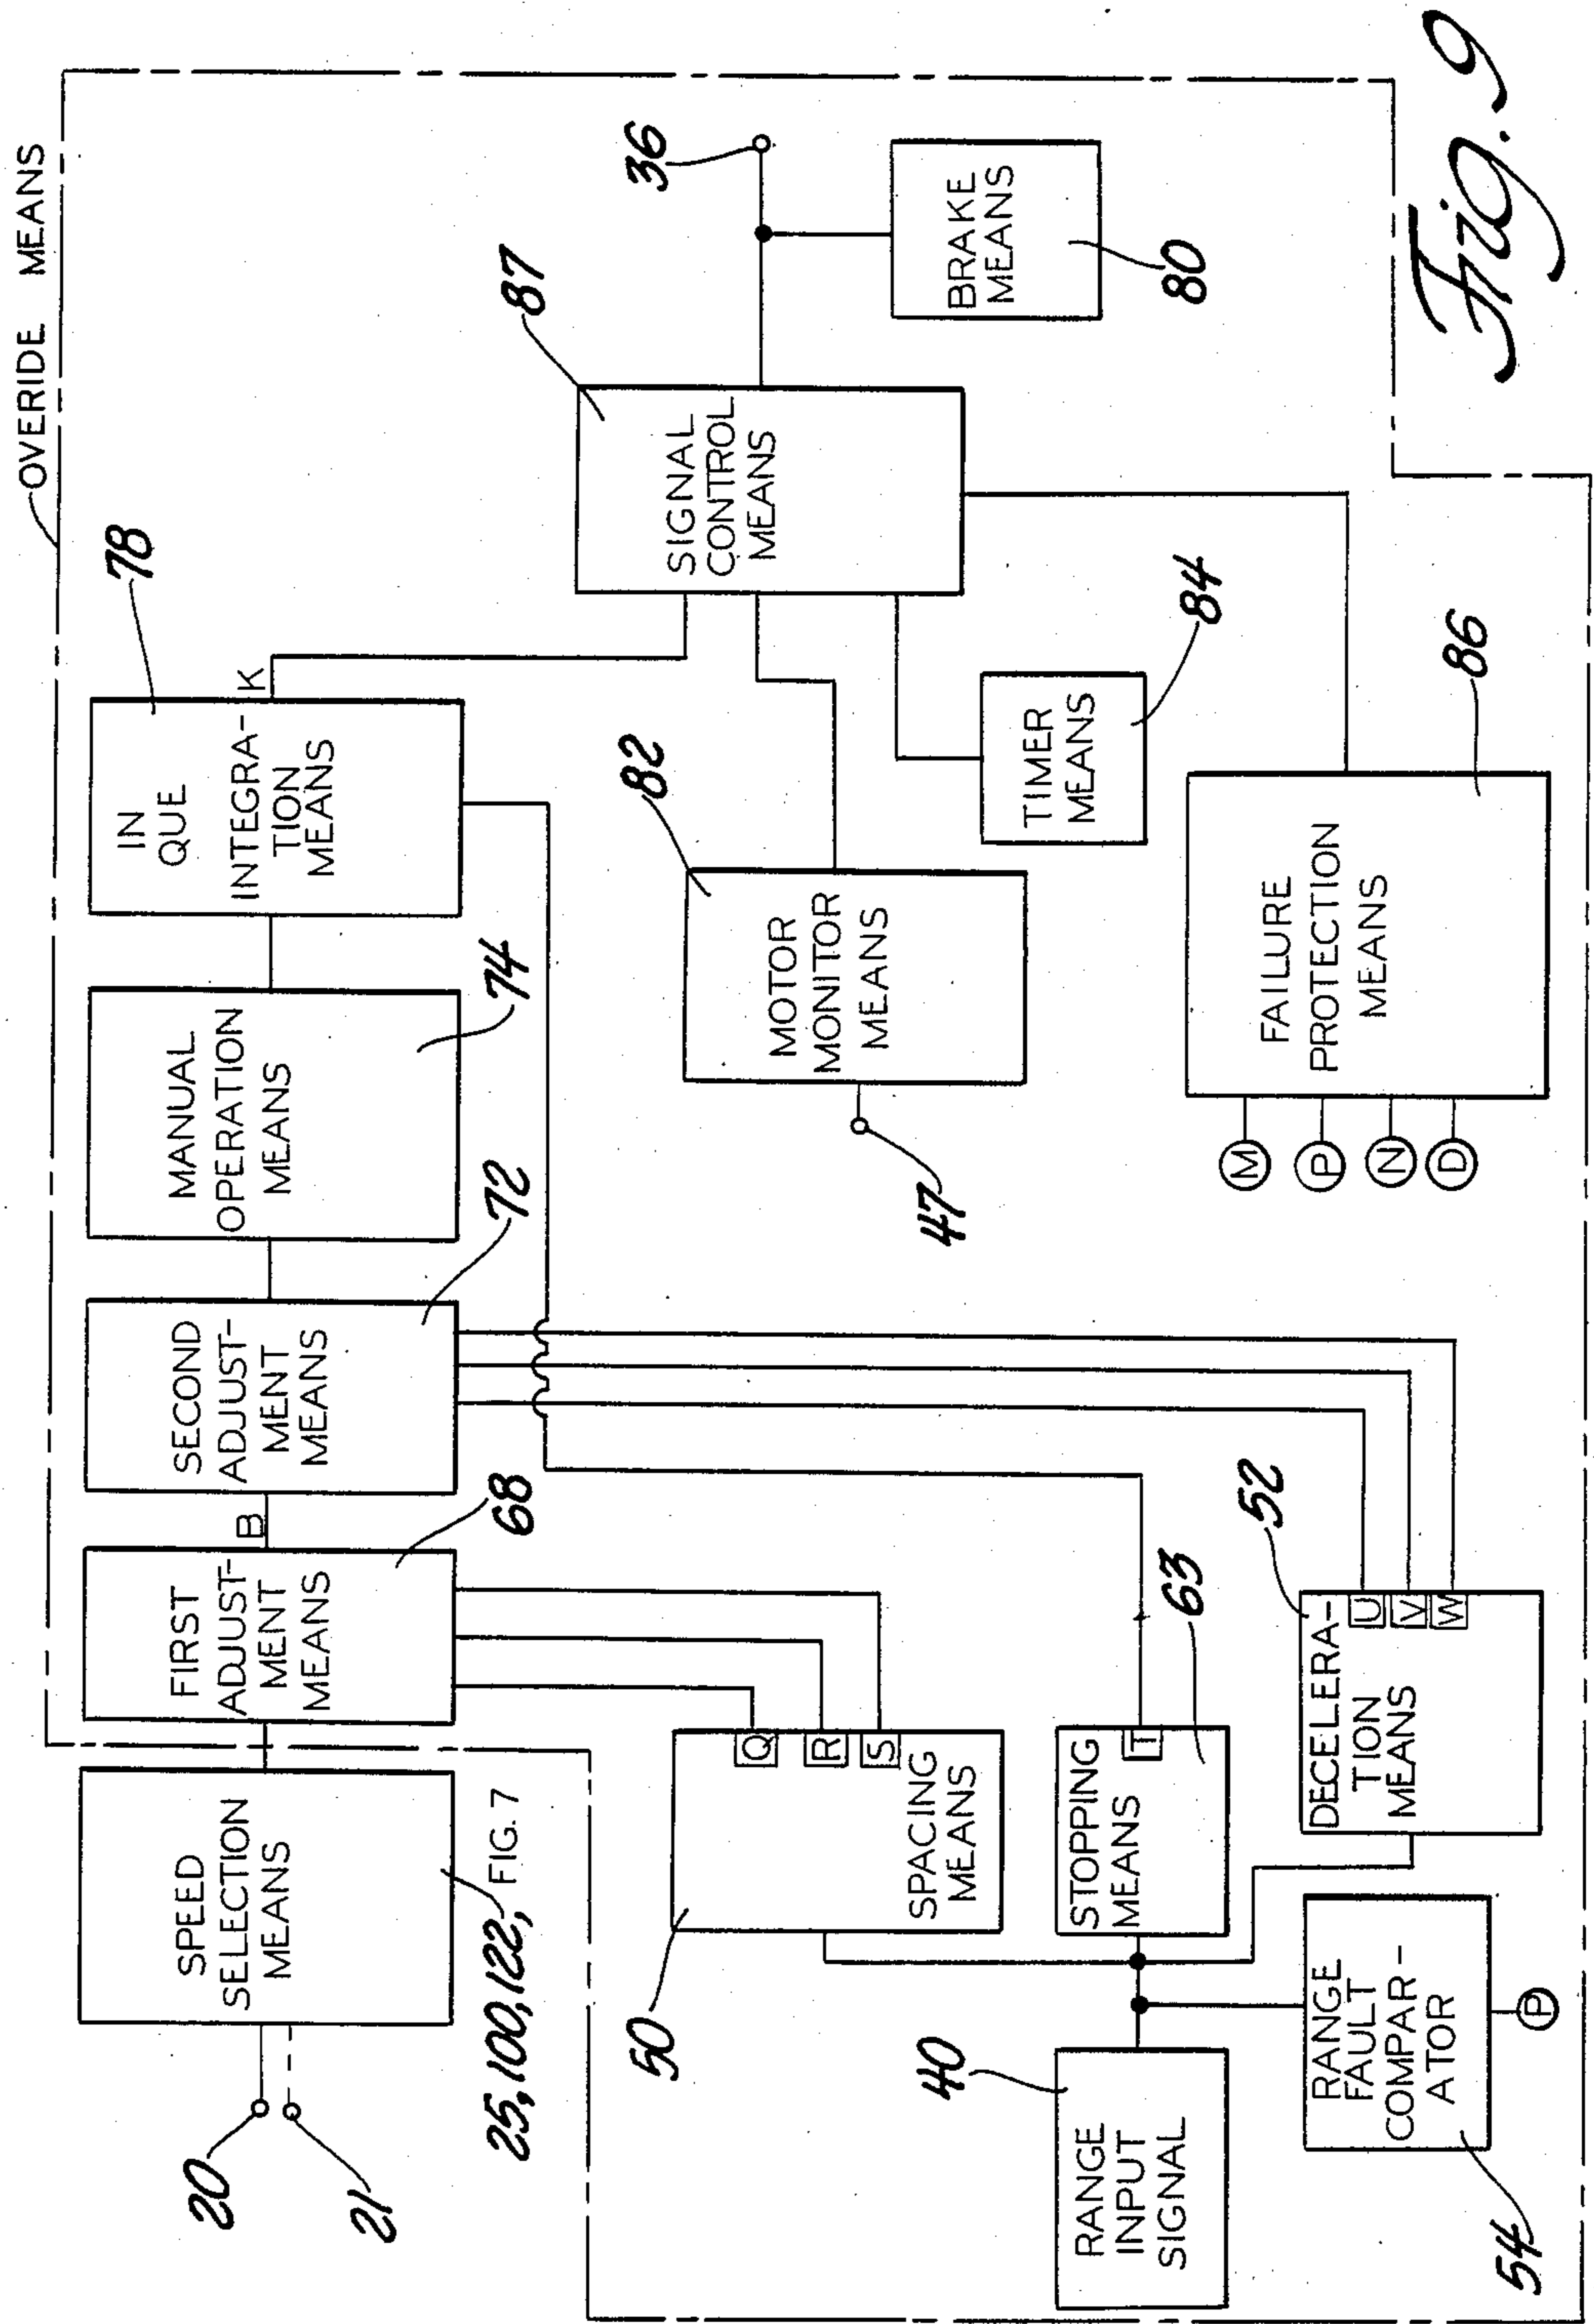 OVERIDE MEANS
20
21
SPEED
SELECTION
MEANS
25, 100, 122, FIG. 7
FIRST
ADJUST-
MENT
MEANS
68
B
SECOND
ADJUST-
MENT
MEANS
72
MANUAL
OPERATION
MEANS
74
IN
QUE
INTEGRA-
TION
MEANS
78
K
50
Q
R
S
SPACING
MEANS
40
RANGE
INPUT
SIGNAL
STOPPING
MEANS
T
63
RANGE
FAULT
COMPAR-
ATOR
54
P
DECELERA-
TION
MEANS
52
U
V
W
47
MOTOR
MONITOR
MEANS
82
TIMER
MEANS
84
M
P
N
D
FAILURE
PROTECTION
MEANS
86
SIGNAL
CONTROL
MEANS
87
36
BRAKE
MEANS
80
Fig. 9